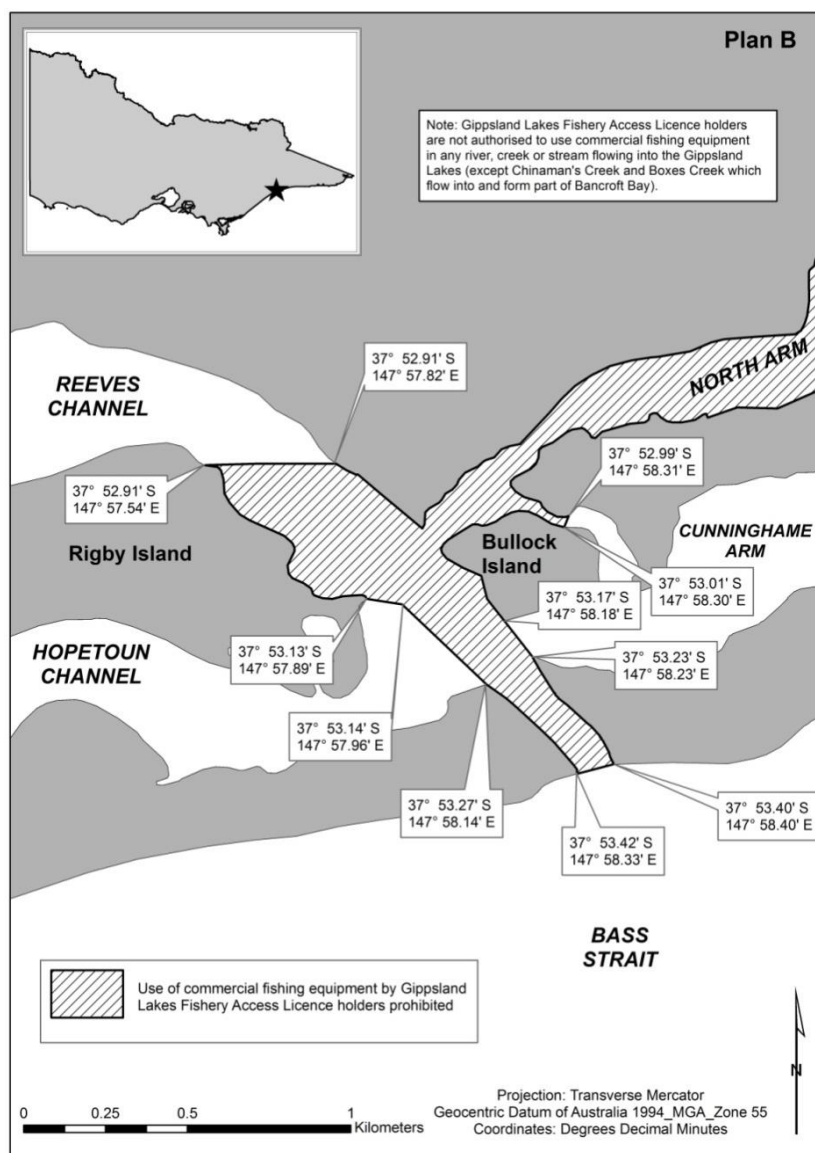 Plan B
Note: Gippsland Lakes Fishery Access Licence holders
are not authorised to use commercial fishing equipment
in any river, creek or stream flowing into the Gippsland
Lakes (except Chinaman's Creek and Boxes Creek which
flow into and form part of Bancroft Bay).
37° 52.91' S
147° 57.82' E
REEVES
CHANNEL
NORTH ARM
37° 52.99' S
147° 58.31' E
37° 52.91' S
147° 57.54' E
Rigby Island
Bullock
Island
CUNNINGHAME
ARM
37° 53.01' S
147° 58.30' E
37° 53.17' S
147° 58.18' E
37° 53.13' S
147° 57.89' E
HOPETOUN
CHANNEL
37° 53.23' S
147° 58.23' E
37° 53.14' S
147° 57.96' E
37° 53.27' S
147° 58.14' E
37° 53.40' S
147° 58.40' E
37° 53.42' S
147° 58.33' E
BASS
STRAIT
Use of commercial fishing equipment by Gippsland
Lakes Fishery Access Licence holders prohibited
N
0 0.25 0.5 1
Kilometers
Projection: Transverse Mercator
Geocentric Datum of Australia 1994_MGA_Zone 55
Coordinates: Degrees Decimal Minutes